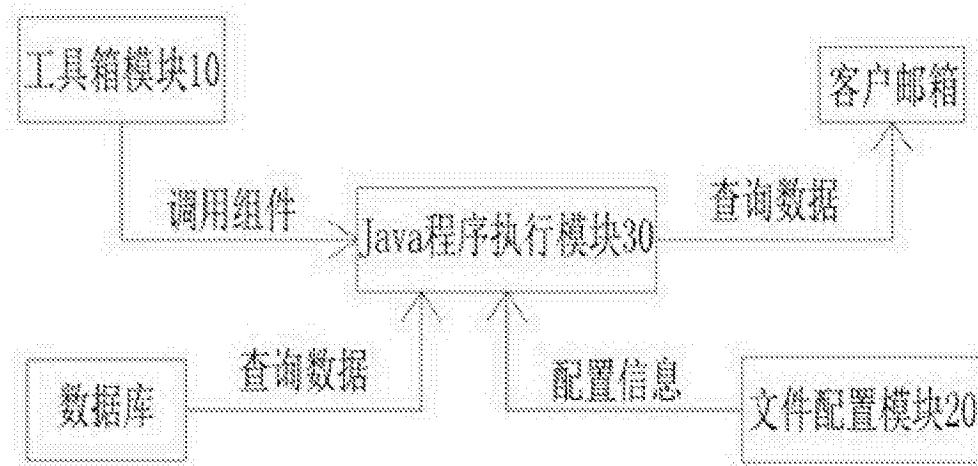 工具箱模块10
客户邮箱
调用组件
查询数据
Java程序执行模块30
查询数据
配置信息
数据库
文件配置模块20